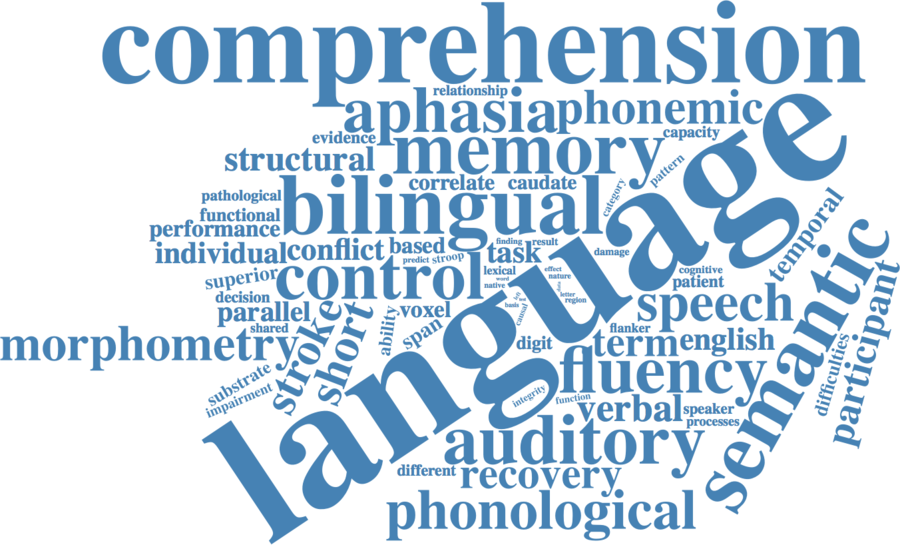 comprehension
relationship
aphasia
phonemic
evidence
memory
capacity
structural
pattern
correlate
caudate
category
pathological
bilingual
language
functional
performance
temporal
individual
conflict
based
finding
result
task
damage
semantic
predict
stroop
superior
control
lexical
effect
nature
cognitive
patient
word
native
decision
letter
region
speech
participant
parallel
basis
causal
voxel
shared
stroke
short
ability
span
flanker
morphometry
digit
term
english
difficulties
substrate
impairment
fluency
integrity
function
verbal
speaker
processes
auditory
different
recovery
phonological